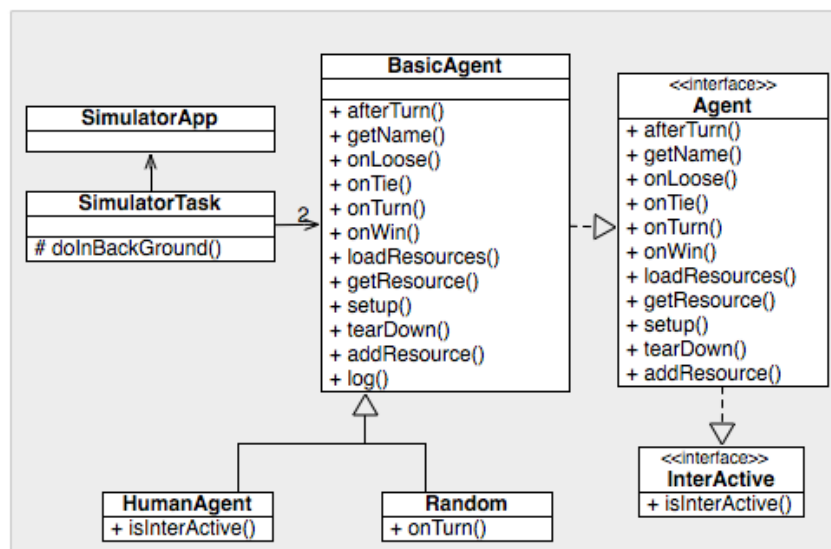 SimulatorApp
SimulatorTask
# doInBackGround()
2
BasicAgent
+ afterTurn()
+ getName()
+ onLoose()
+ onTie()
+ onTurn()
+ onWin()
+ loadResources()
+ getResource()
+ setup()
+ tearDown()
+ addResource()
+ log()
<<interface>>
Agent
+ afterTurn()
+ getName()
+ onLoose()
+ onTie()
+ onTurn()
+ onWin()
+ loadResources()
+ getResource()
+ setup()
+ tearDown()
+ addResource()
HumanAgent
+ isInterActive()
Random
+ onTurn()
<<interface>>
InterActive
+ isInterActive()